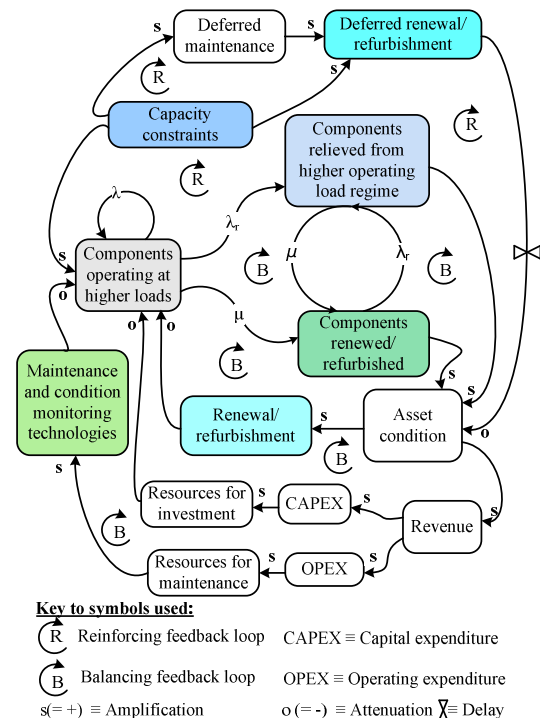 Deferred
maintenance
Deferred renewal/
refurbishment
s
s
s
R
R
Capacity
constraints
Components
relieved from
higher operating
load regime
R
λ
λr
s
Components
operating at
higher loads
s
o
o
o
μ
λr
B
B
μ
B
Components
renewed/
refurbished
s
s
Maintenance
and condition
monitoring
technologies
Renewal/
refurbishment
s
Asset
condition
o
B
s
Resources for
investment
s
CAPEX
s
Revenue
s
B
Resources for
maintenance
s
OPEX
s
Key to symbols used:
R Reinforcing feedback loop CAPEX ≡ Capital expenditure
B Balancing feedback loop OPEX ≡ Operating expenditure
s(= +) ≡ Amplification o (= -) ≡ Attenuation ≡ Delay